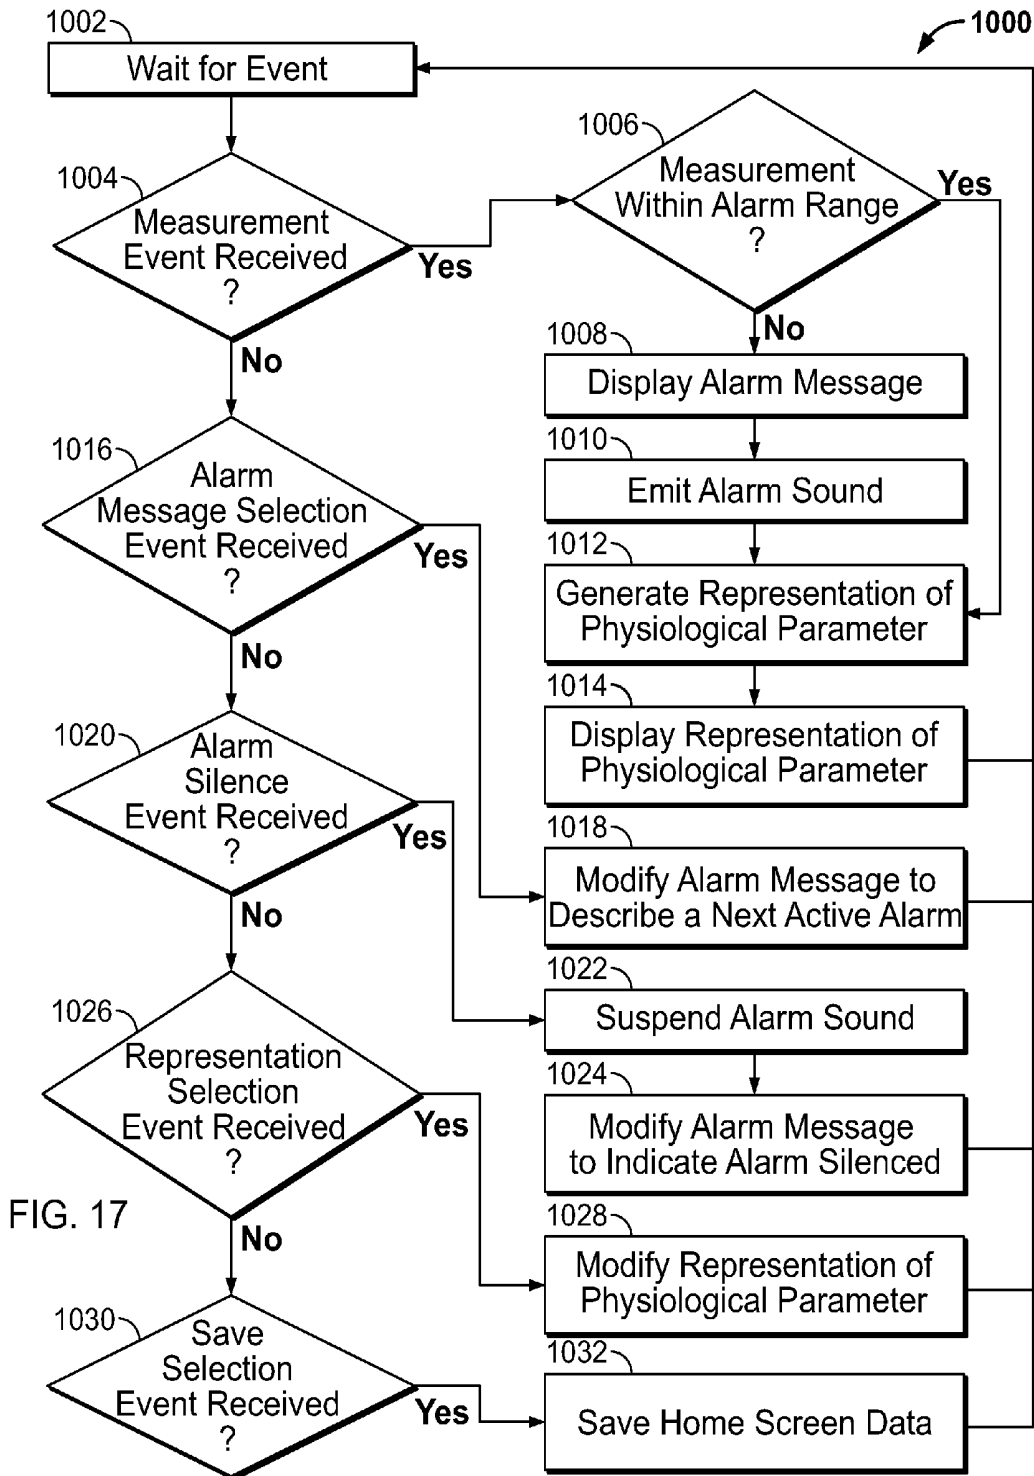 1000
1002
Wait for Event
1004
Measurement
Event Received
?
Yes
No
1006
Measurement
Within Alarm Range
?
Yes
No
1008
Display Alarm Message
1010
Emit Alarm Sound
1012
Generate Representation of
Physiological Parameter
1014
Display Representation of
Physiological Parameter
1016
Alarm
Message Selection
Event Received
?
Yes
No
1018
Modify Alarm Message to
Describe a Next Active Alarm
1020
Alarm
Silence
Event Received
?
Yes
No
1022
Suspend Alarm Sound
1024
Modify Alarm Message
to Indicate Alarm Silenced
1026
Representation
Selection
Event Received
?
Yes
No
1028
Modify Representation of
Physiological Parameter
FIG. 17
1030
Save
Selection
Event Received
?
Yes
1032
Save Home Screen Data